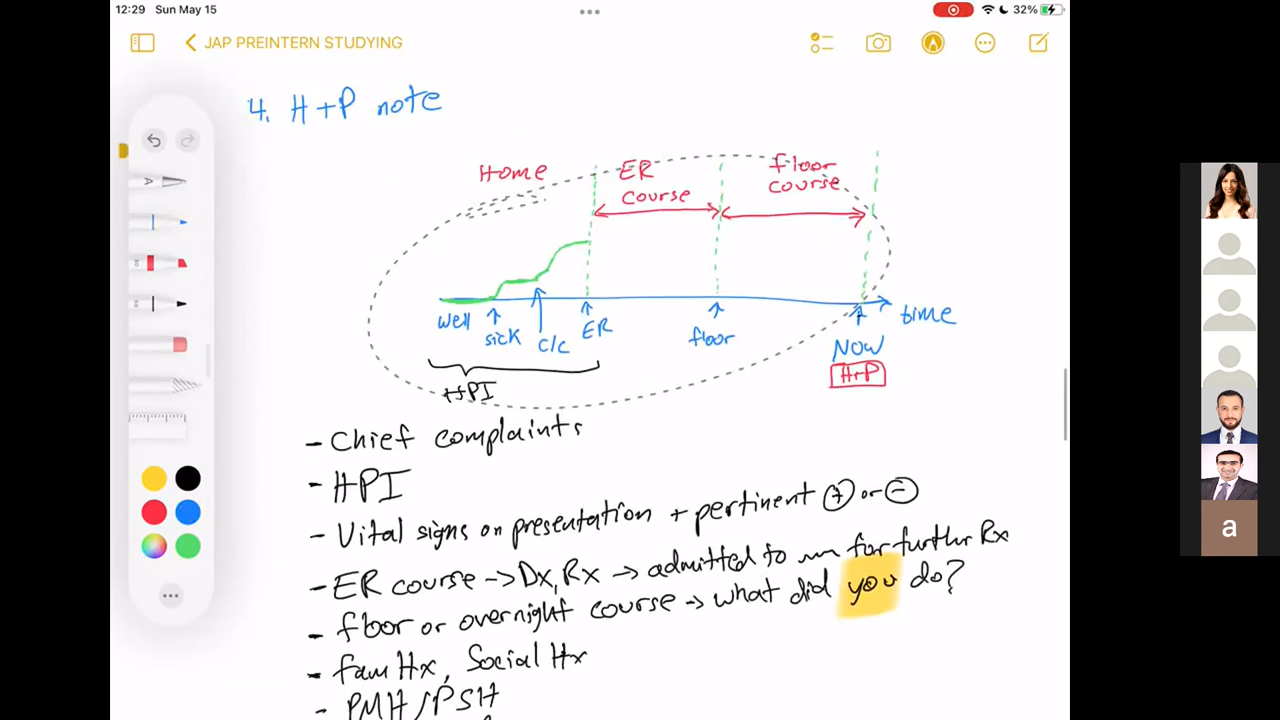 12:29 Sun May 15
32%
JAP PREINTERN STUDYING
4. H+P note
Home
ER course
floor course
well
sick
c/c
ER
floor
time
NOW
H+P
HPI
- Chief complaints
- HPI
- Vital signs on presentation + pertinent + or -
- ER course → Dx, Rx → admitted to for further Rx
- floor or overnight course → what did you do?
- fam Hx, Social Hx
- PMH/PSH
A
a